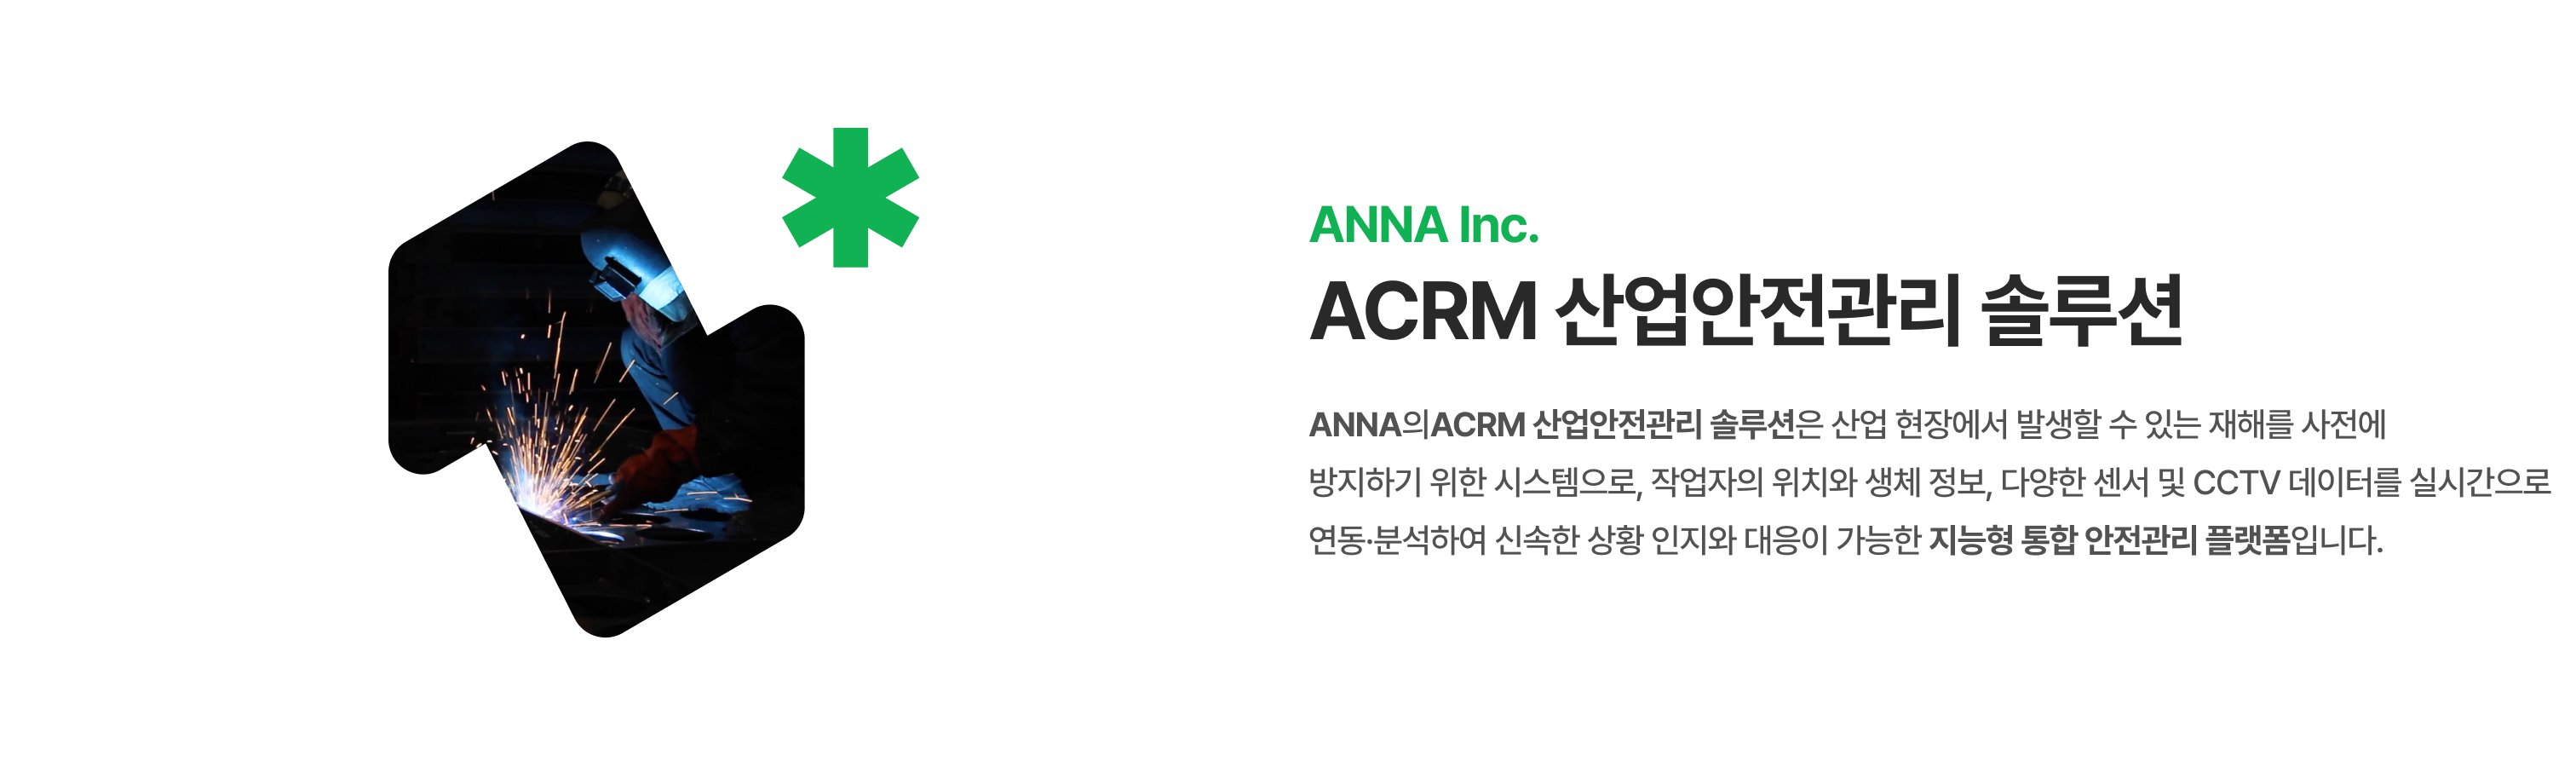 ANNA Inc.
ACRM 산업안전관리 솔루션
ANNA의ACRM 산업안전관리 솔루션은 산업 현장에서 발생할 수 있는 재해를 사전에
방지하기 위한 시스템으로, 작업자의 위치와 생체 정보, 다양한 센서 및 CCTV 데이터를 실시간으로
연동·분석하여 신속한 상황 인지와 대응이 가능한 지능형 통합 안전관리 플랫폼입니다.